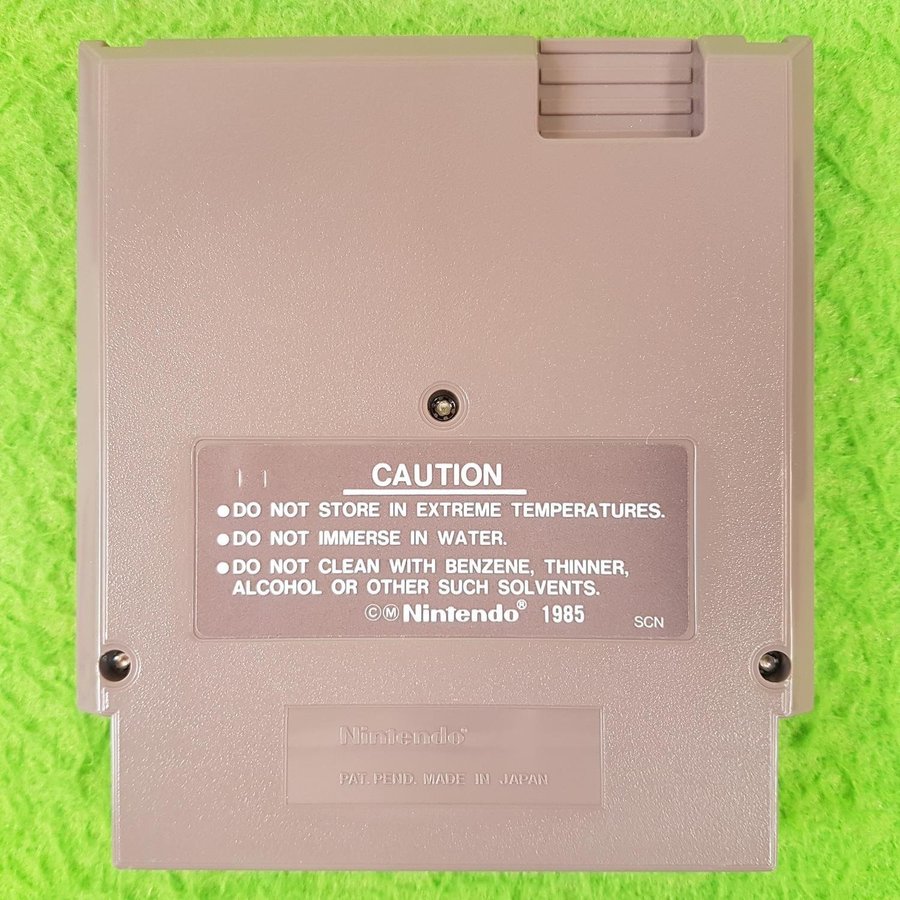 CAUTION
●DO NOT STORE IN EXTREME TEMPERATURES.
●DO NOT IMMERSE IN WATER.
●DO NOT CLEAN WITH BENZENE, THINNER,
ALCOHOL OR OTHER SUCH SOLVENTS.
ⒸⓂNintendo® 1985
SCN
Nintendo®
PAT. PEND. MADE IN JAPAN